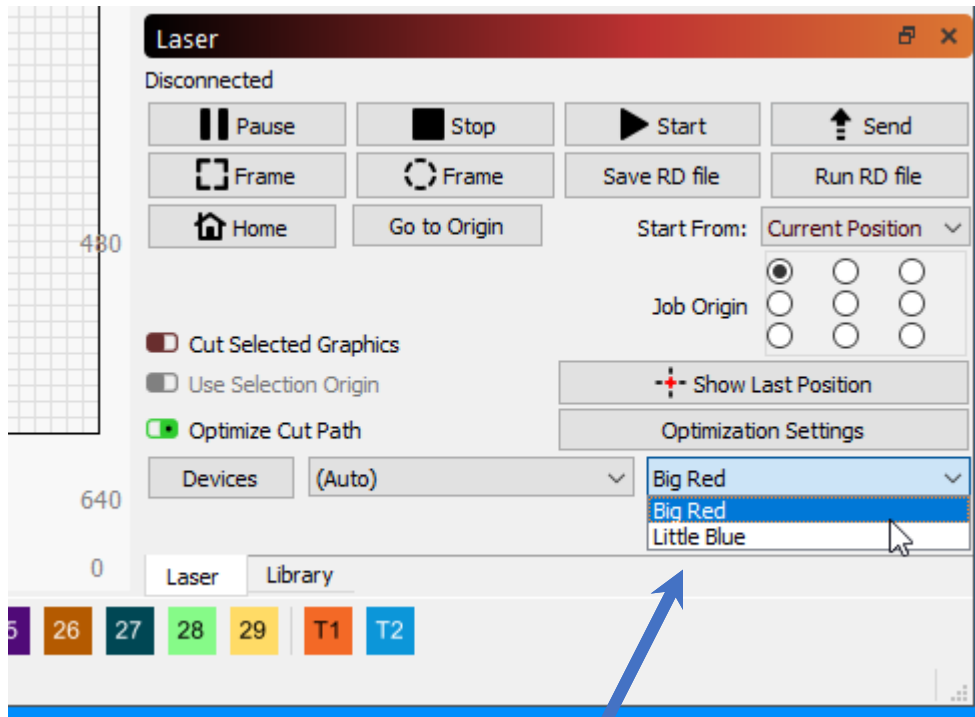 Laser
Disconnected
Pause Stop Start Send
Frame Frame Save RD file Run RD file
Home Go to Origin Start From: Current Position
480
Job Origin
Cut Selected Graphics
Use Selection Origin Show Last Position
Optimize Cut Path Optimization Settings
Devices (Auto) Big Red
640
Big Red
Little Blue
0
Laser Library
5 26 27 28 29 T1 T2